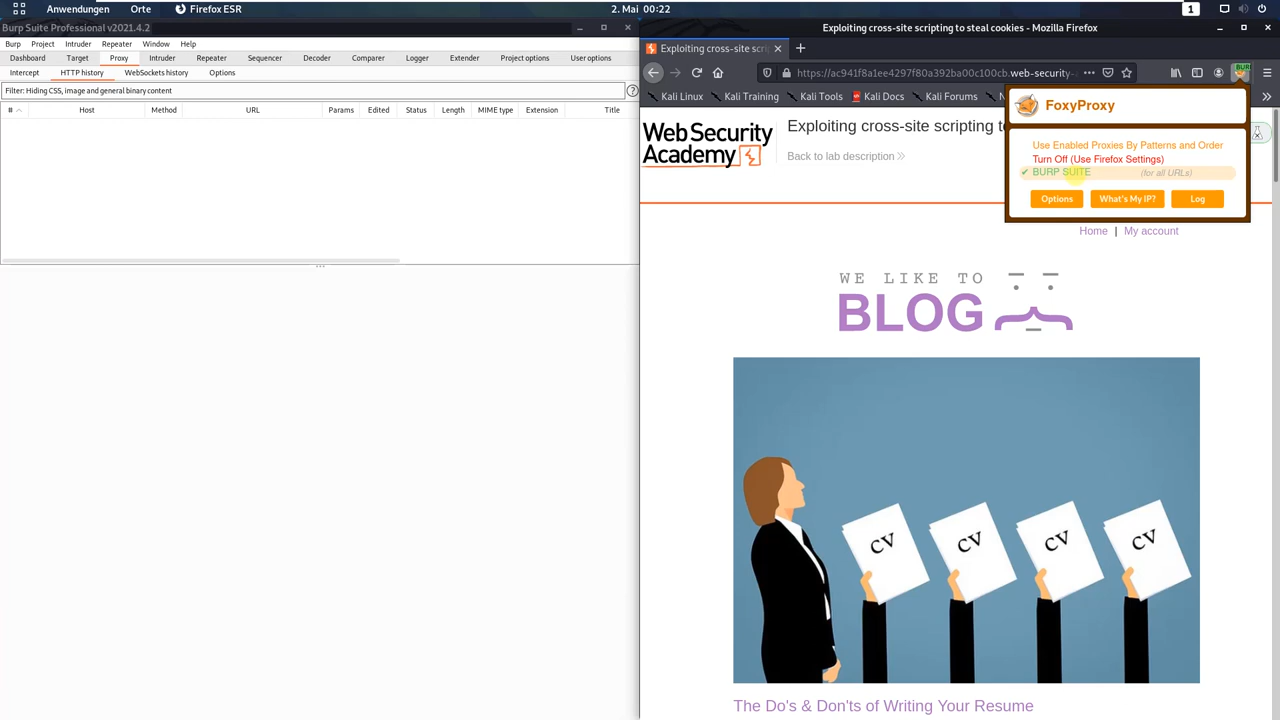 Anwendungen Orte Firefox ESR 2. Mai 00:22 1
Burp Suite Professional v2021.4.2
Burp Project Intruder Repeater Window Help
Dashboard Target Proxy Intruder Repeater Sequencer Decoder Comparer Logger Extender Project options User options
Intercept HTTP history WebSockets history Options
Filter: Hiding CSS, image and general binary content ?
# Host Method URL Params Edited Status Length MIME type Extension Title
Exploiting cross-site scripting to steal cookies - Mozilla Firefox
Exploiting cross-site scrip
https://ac941f8a1ee4297f80a392ba00c100cb.web-security-
BUR
Kali Linux Kali Training Kali Tools Kali Docs Kali Forums N
FoxyProxy
Use Enabled Proxies By Patterns and Order
Turn Off (Use Firefox Settings)
✔ BURP SUITE (for all URLs)
Options What's My IP? Log
Web Security
Academy
Exploiting cross-site scripting to
Back to lab description
Home | My account
WE LIKE TO
BLOG
CV CV CV CV
The Do's & Don'ts of Writing Your Resume